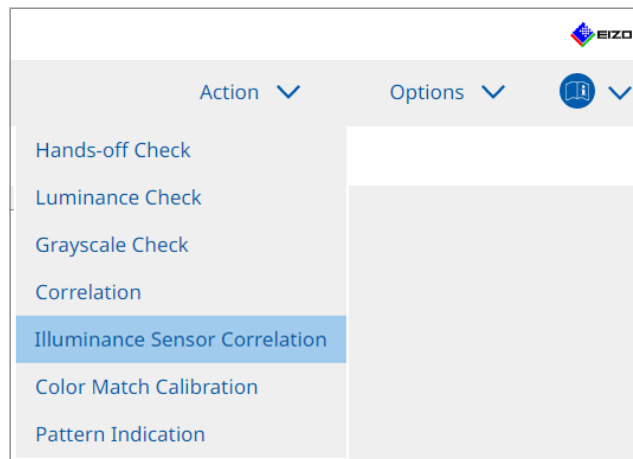 EIZO
Action
Options
Hands-off Check
Luminance Check
Grayscale Check
Correlation
Illuminance Sensor Correlation
Color Match Calibration
Pattern Indication